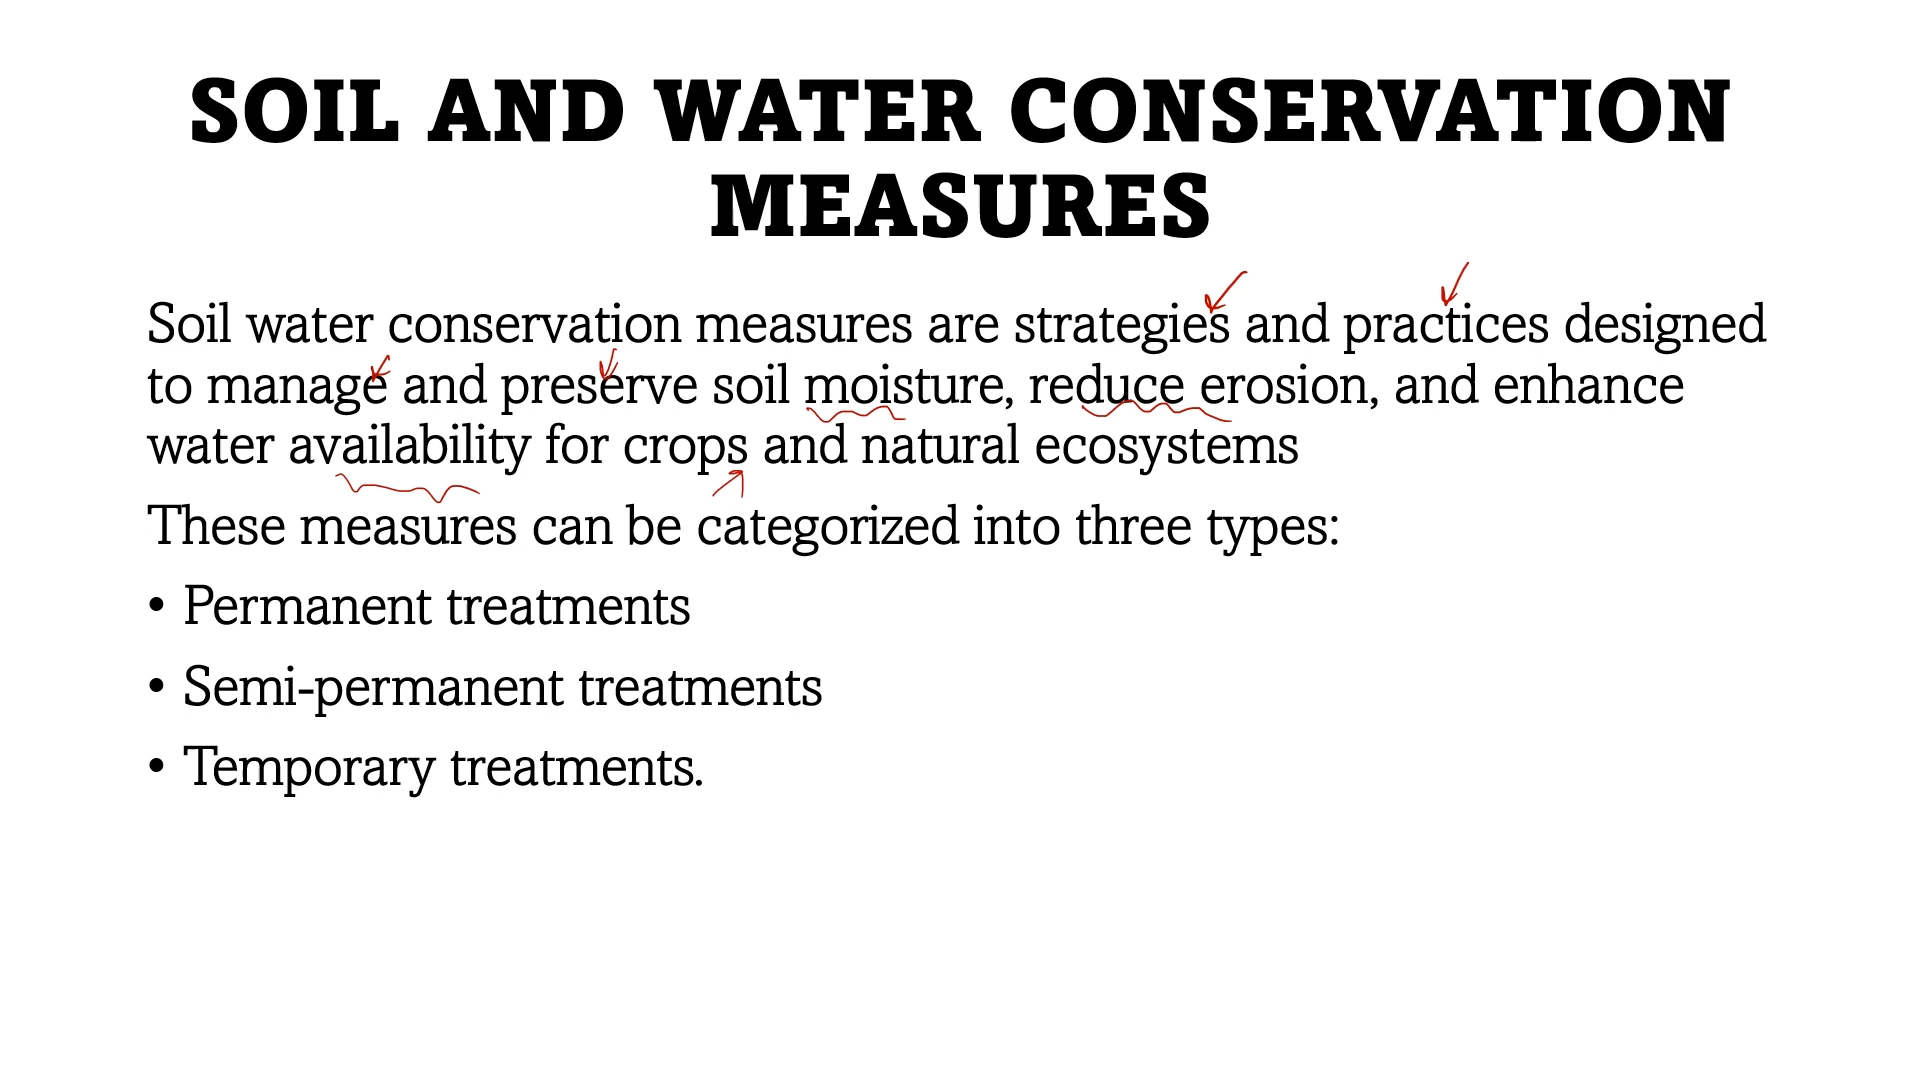 SOIL AND WATER CONSERVATION
MEASURES
Soil water conservation measures are strategies and practices designed
to manage and preserve soil moisture, reduce erosion, and enhance
water availability for crops and natural ecosystems
These measures can be categorized into three types:
• Permanent treatments
• Semi-permanent treatments
• Temporary treatments.